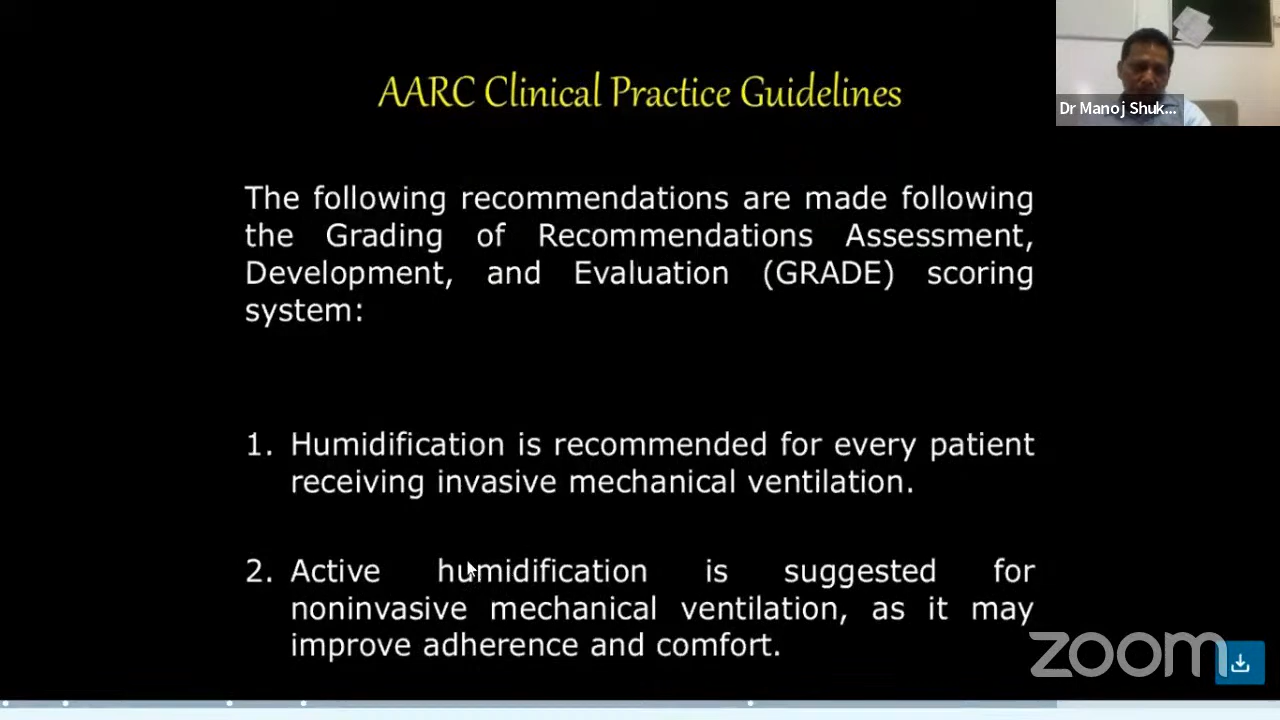 AARC Clinical Practice Guidelines
Dr Manoj Shuk...
The following recommendations are made following
the Grading of Recommendations Assessment,
Development, and Evaluation (GRADE) scoring
system:
1. Humidification is recommended for every patient
receiving invasive mechanical ventilation.
2. Active humidification is suggested for
noninvasive mechanical ventilation, as it may
improve adherence and comfort.
zoom